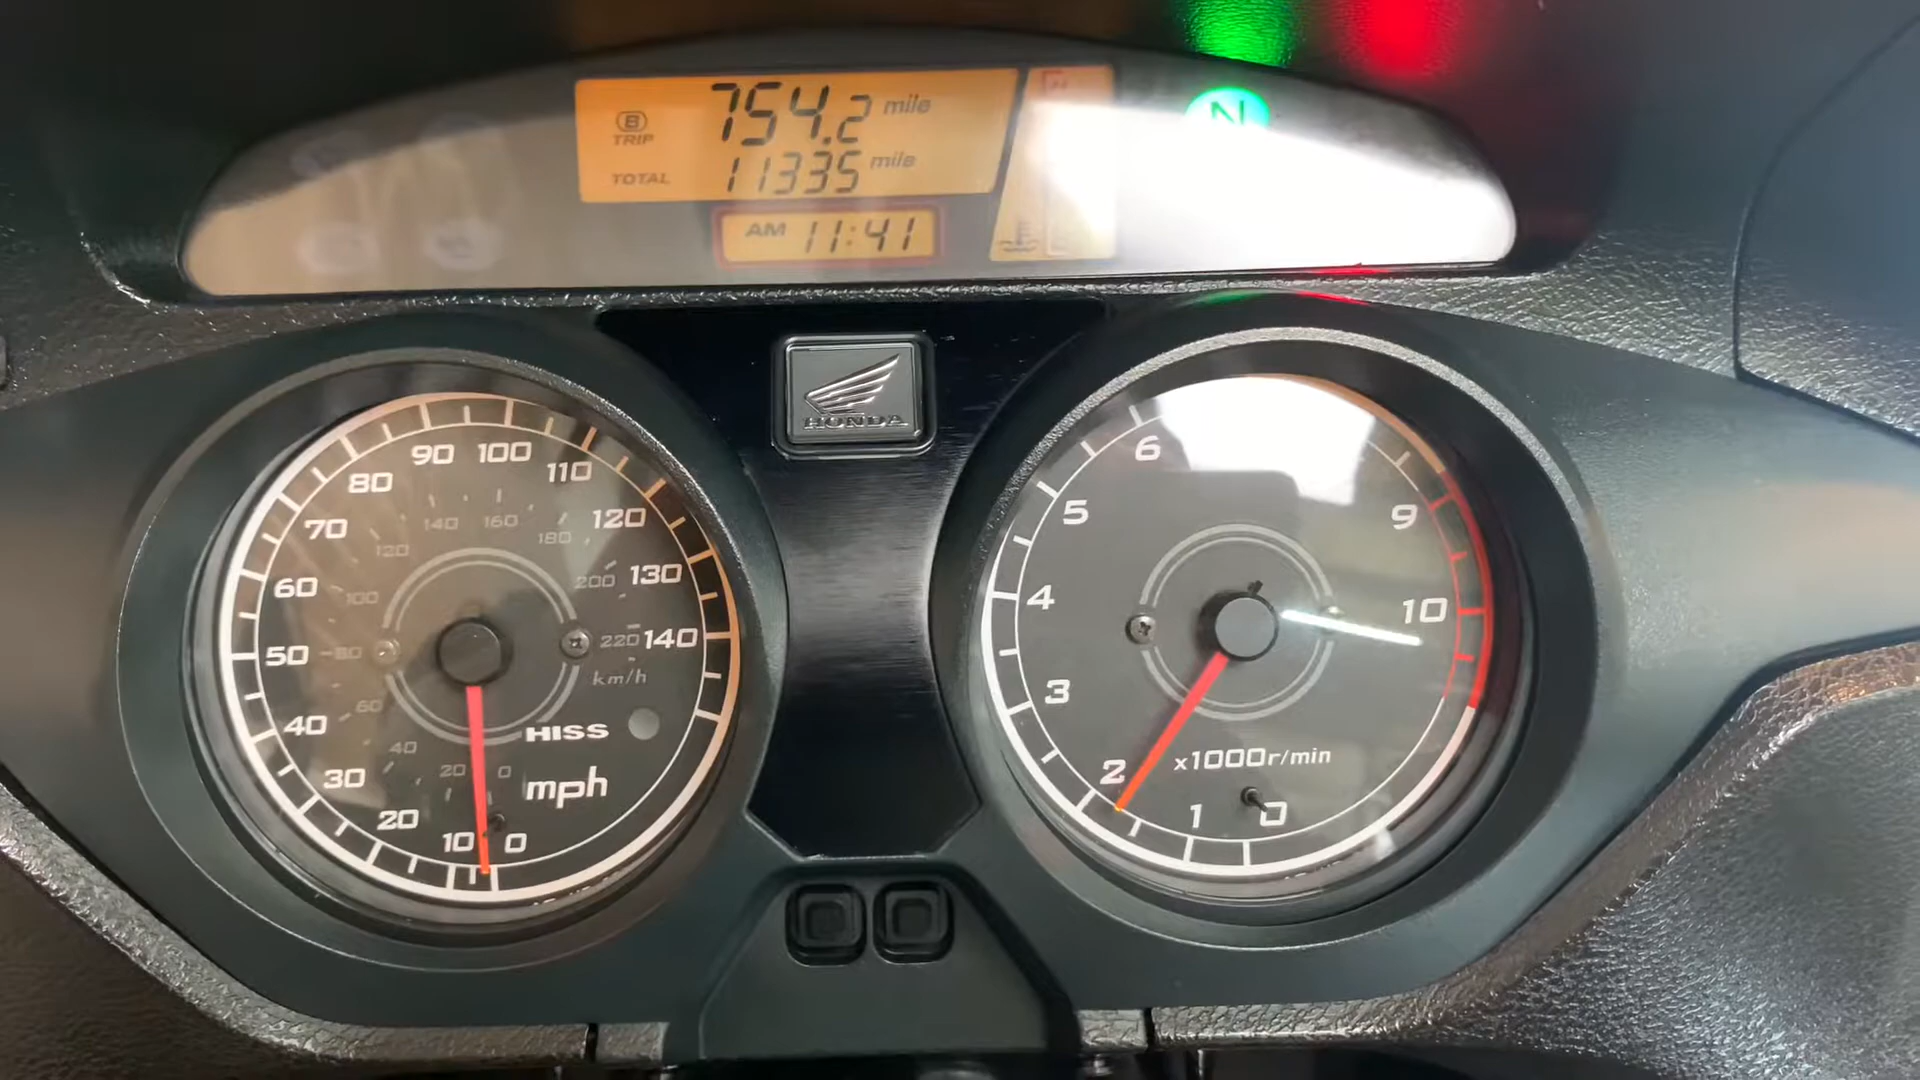 N
754.2 mile
B
TRIP
11335 mile
TOTAL
AM 11:41
HONDA
0 10 20 30 40 50 60 70 80 90 100 110 120 130 140
0 20 40 60 80 100 120 140 160 180 200 220
km/h
HISS
mph
0 1 2 3 4 5 6 9 10
x1000r/min